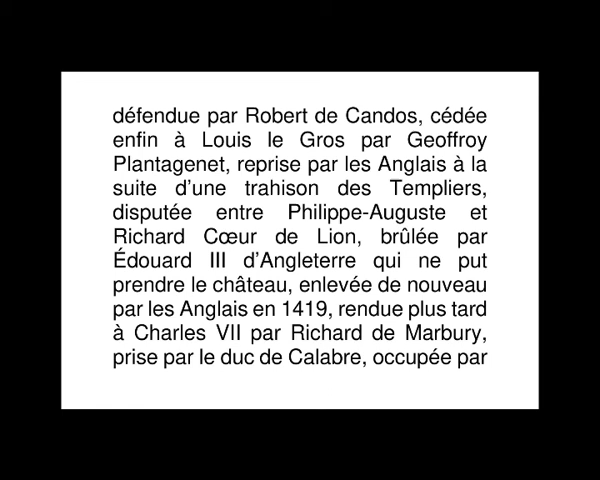 défendue par Robert de Candos, cédée
enfin à Louis le Gros par Geoffroy
Plantagenet, reprise par les Anglais à la
suite d'une trahison des Templiers,
disputée entre Philippe-Auguste et
Richard Cœur de Lion, brûlée par
Édouard III d'Angleterre qui ne put
prendre le château, enlevée de nouveau
par les Anglais en 1419, rendue plus tard
à Charles VII par Richard de Marbury,
prise par le duc de Calabre, occupée par